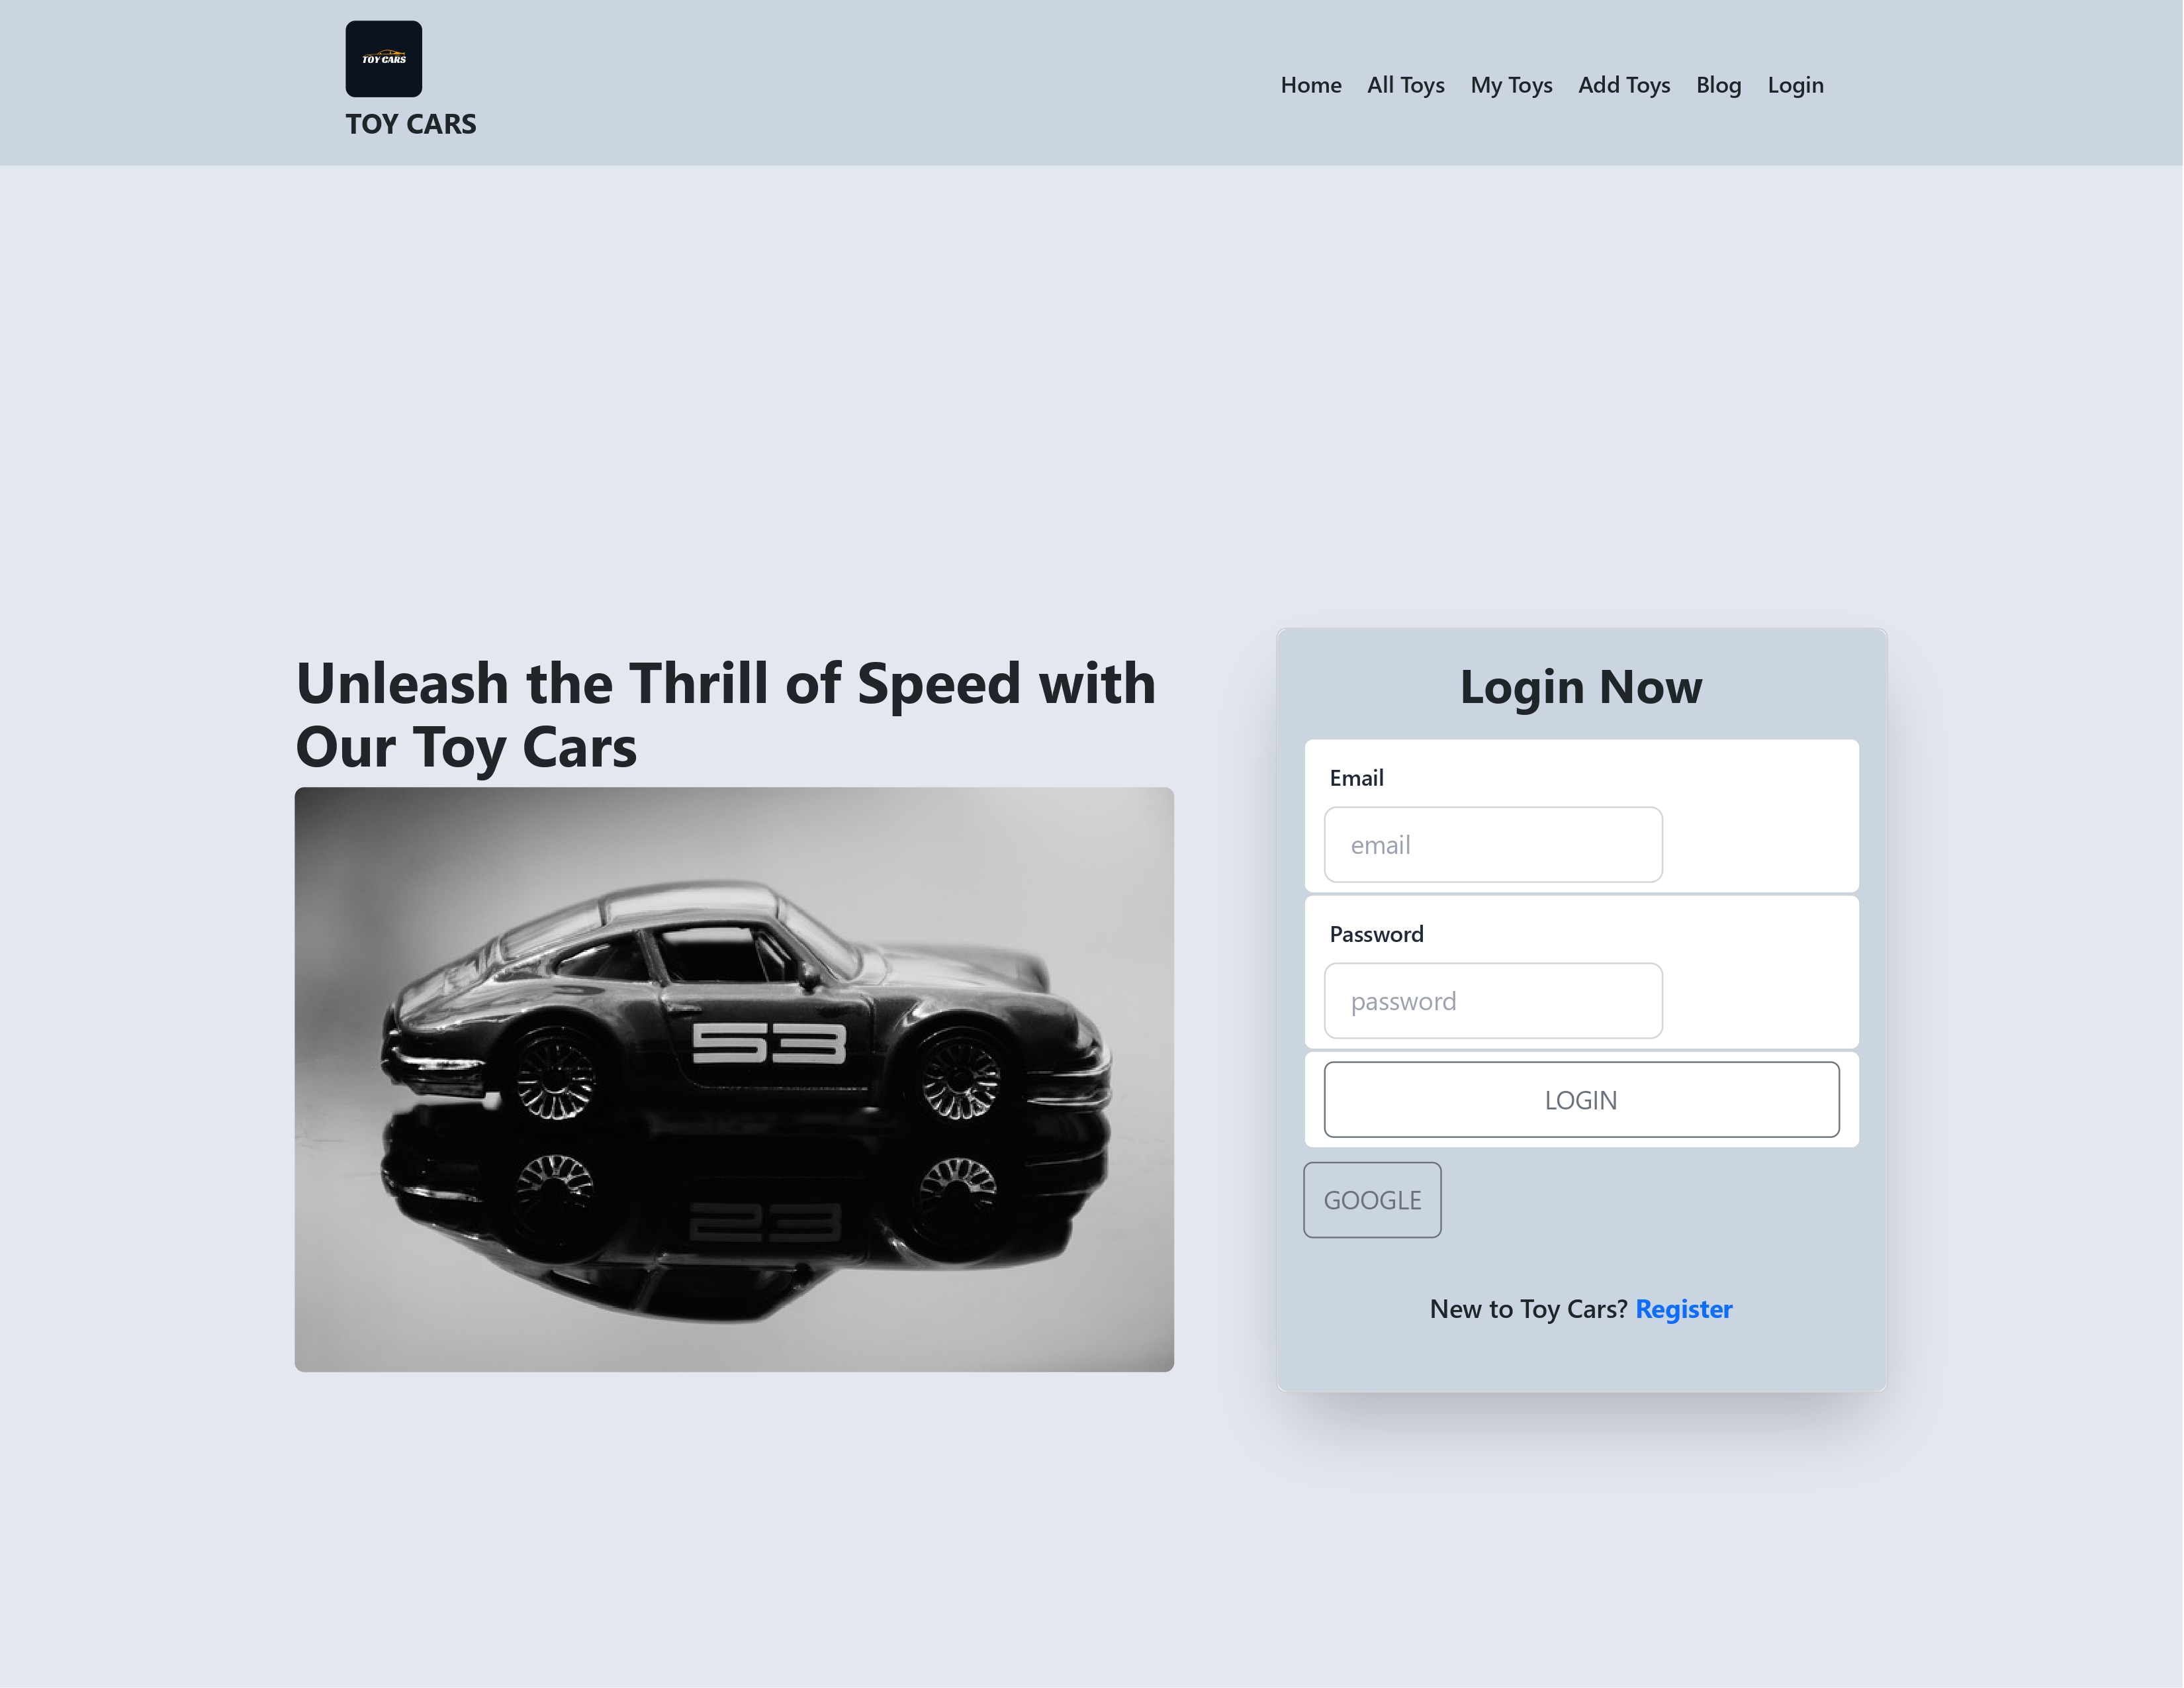 TOY CARS
TOY CARS
Home All Toys My Toys Add Toys Blog Login
Unleash the Thrill of Speed with
Our Toy Cars
53
Login Now
Email
email
Password
password
LOGIN
GOOGLE
New to Toy Cars? Register